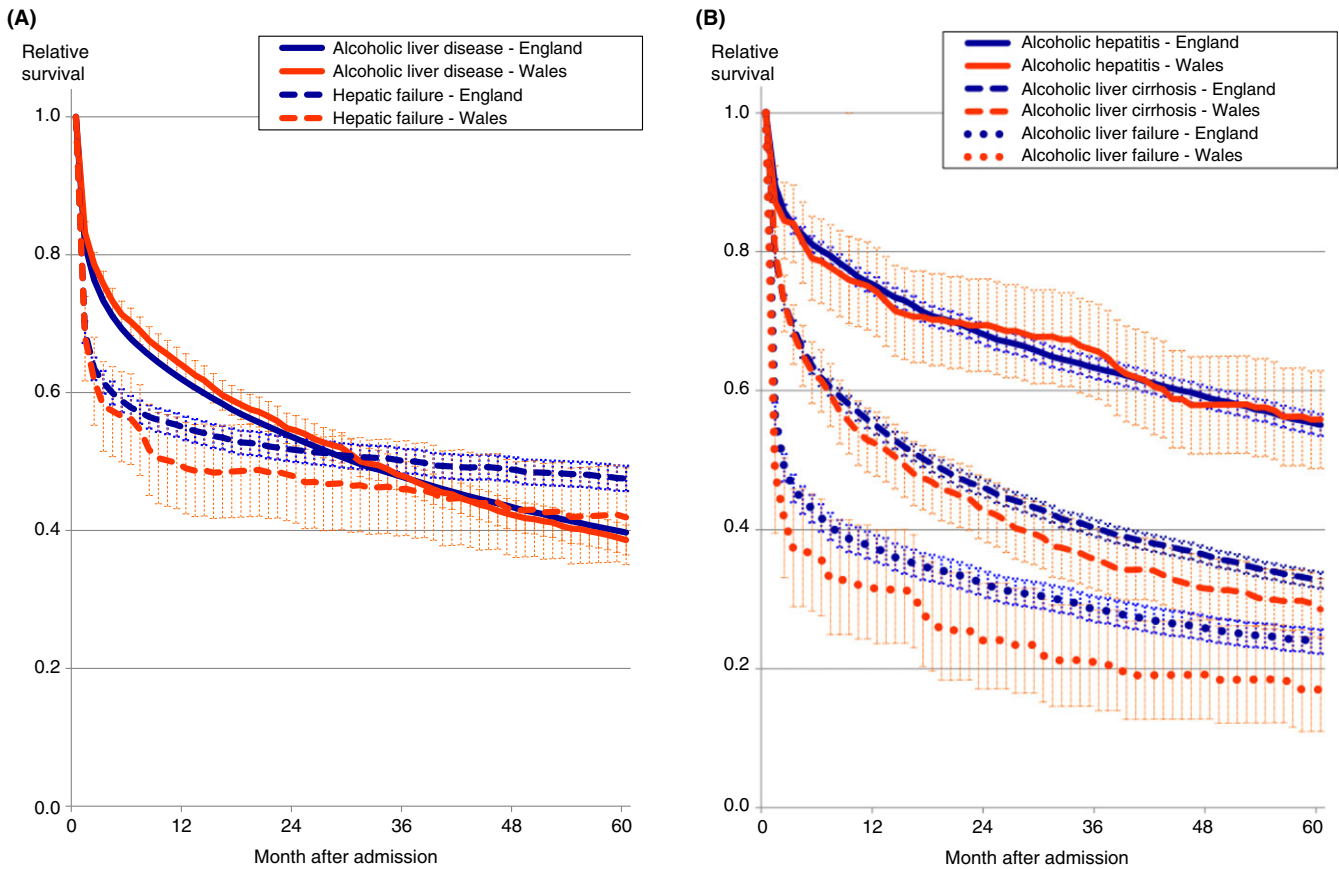 (A)
Relative
survival
Alcoholic liver disease - England
Alcoholic liver disease - Wales
Hepatic failure - England
Hepatic failure - Wales
1.0
0.8
0.6
0.4
0.2
0.0
0
12
24
36
48
60
Month after admission
(B)
Relative
survival
Alcoholic hepatitis - England
Alcoholic hepatitis - Wales
Alcoholic liver cirrhosis - England
Alcoholic liver cirrhosis - Wales
Alcoholic liver failure - England
Alcoholic liver failure - Wales
1.0
0.8
0.6
0.4
0.2
0.0
0
12
24
36
48
60
Month after admission